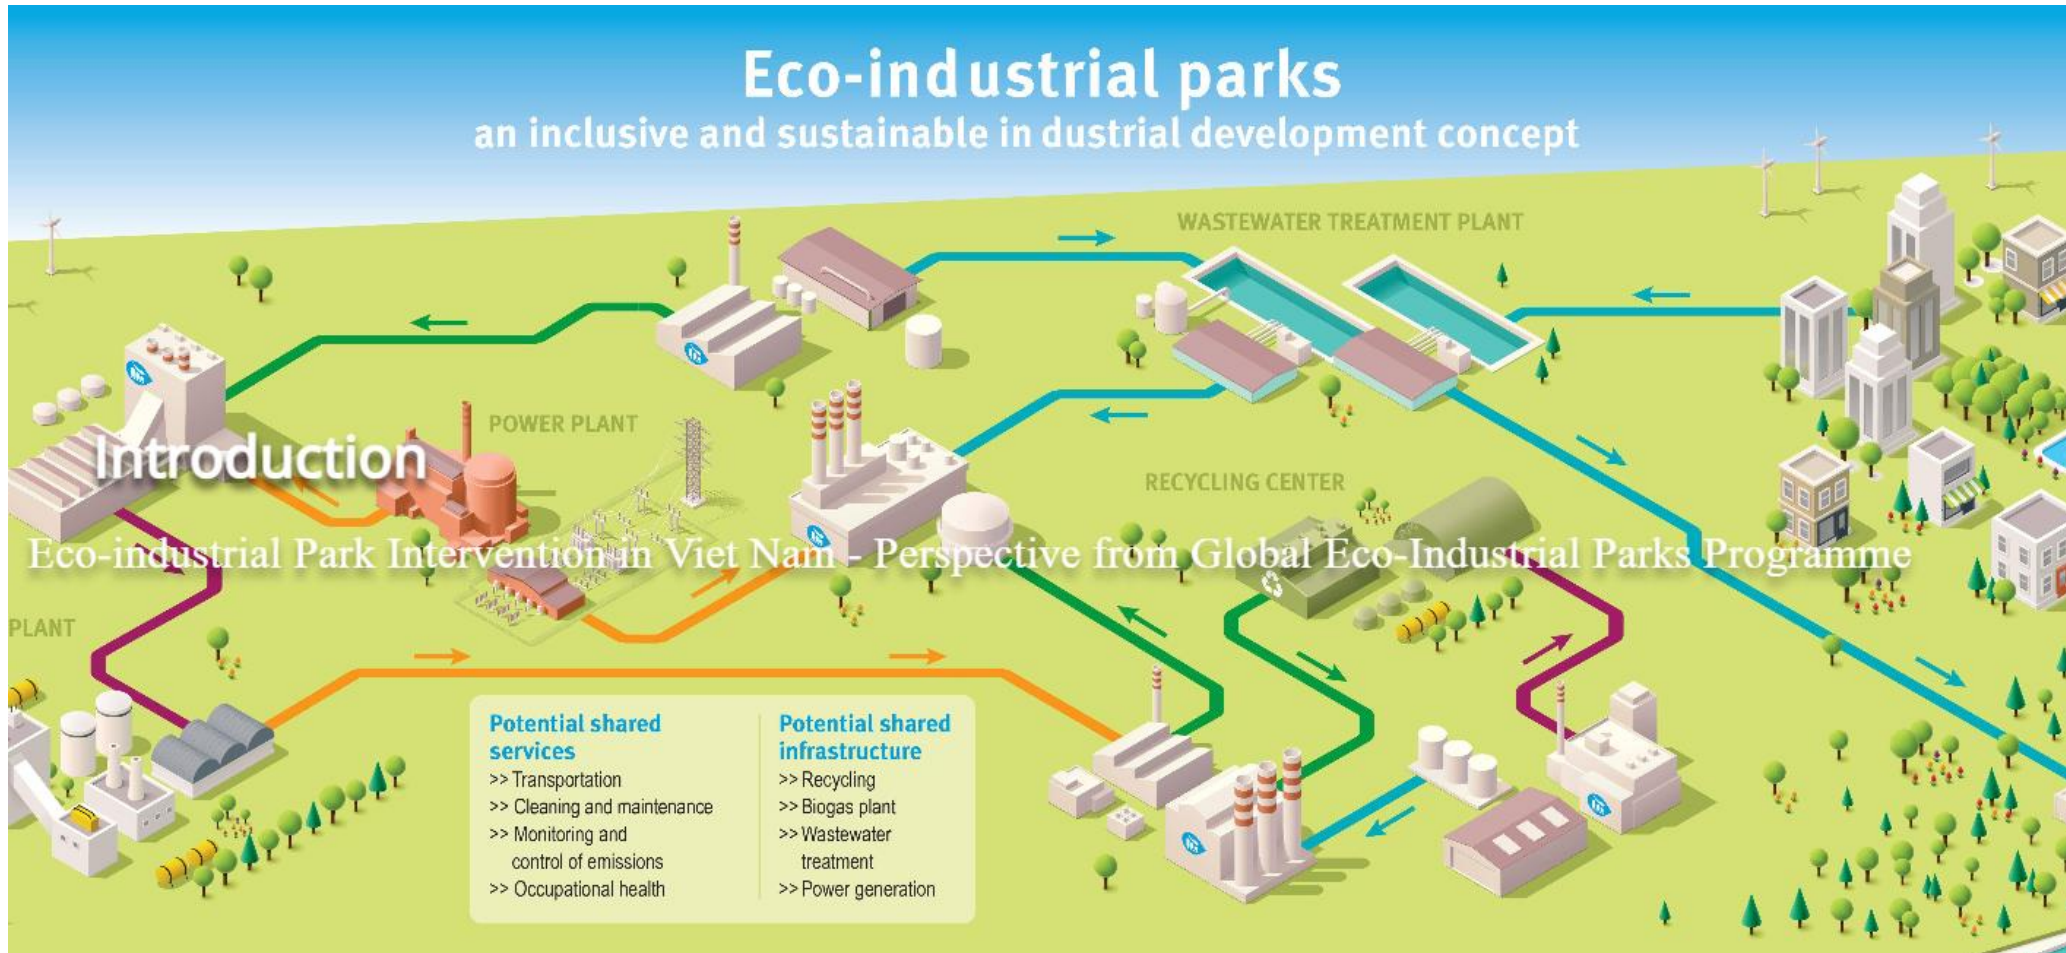 Eco-industrial parks
an inclusive and sustainable in dustrial development concept
WASTEWATER TREATMENT PLANT
POWER PLANT
Introduction
RECYCLING CENTER
Eco-industrial Park Intervention in Viet Nam - Perspective from Global Eco-Industrial Parks Programme
PLANT
Potential shared
services
>> Transportation
>> Cleaning and maintenance
>> Monitoring and
control of emissions
>> Occupational health
Potential shared
infrastructure
>> Recycling
>> Biogas plant
>> Wastewater
treatment
>> Power generation